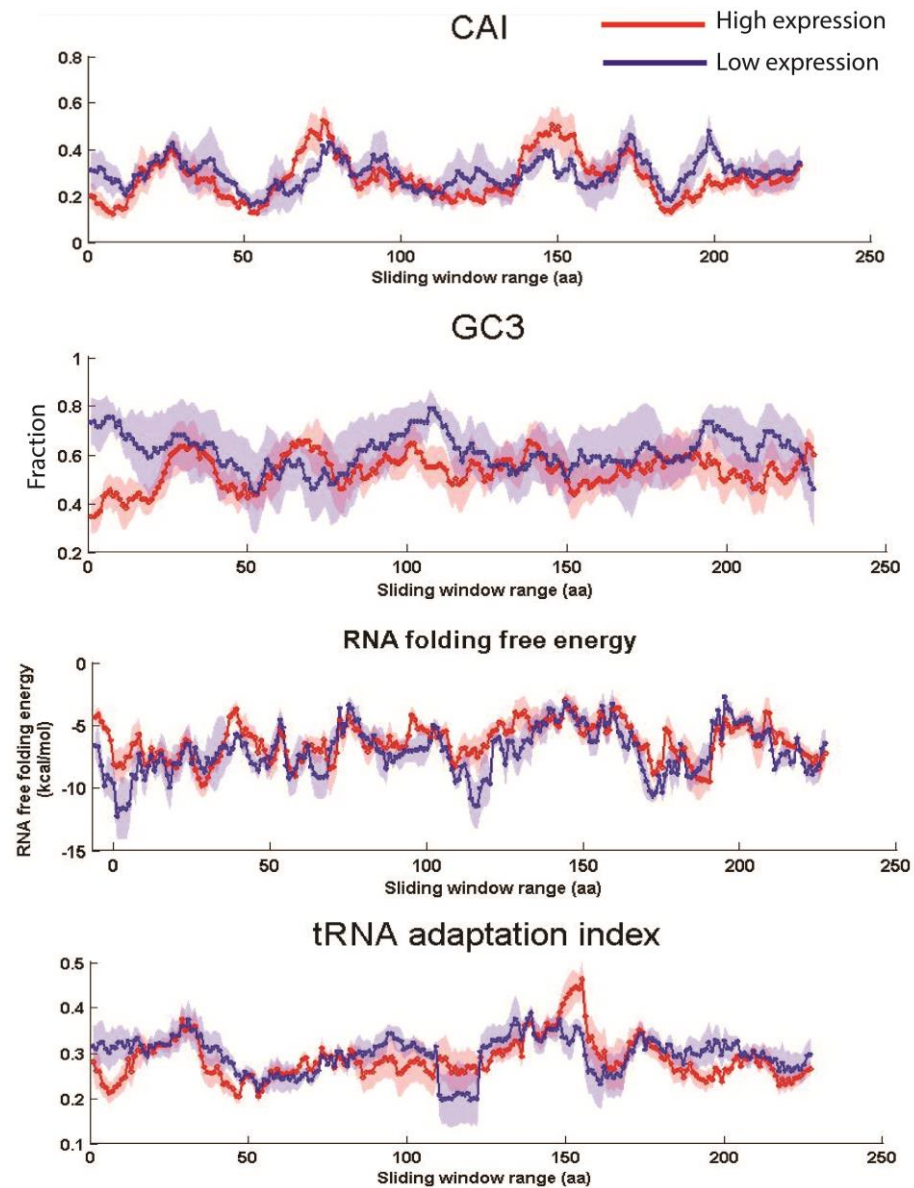 CAI
High expression
Low expression
0.8
0.6
0.4
0.2
0
0 50 100 150 200 250
Sliding window range (aa)
GC3
Fraction
1
0.8
0.6
0.4
0.2
0 50 100 150 200 250
Sliding window range (aa)
RNA folding free energy
RNA free folding energy
(kcal/mol)
0
-5
-10
-15
0 50 100 150 200 250
Sliding window range (aa)
tRNA adaptation index
0.5
0.4
0.3
0.2
0.1
0 50 100 150 200 250
Sliding window range (aa)